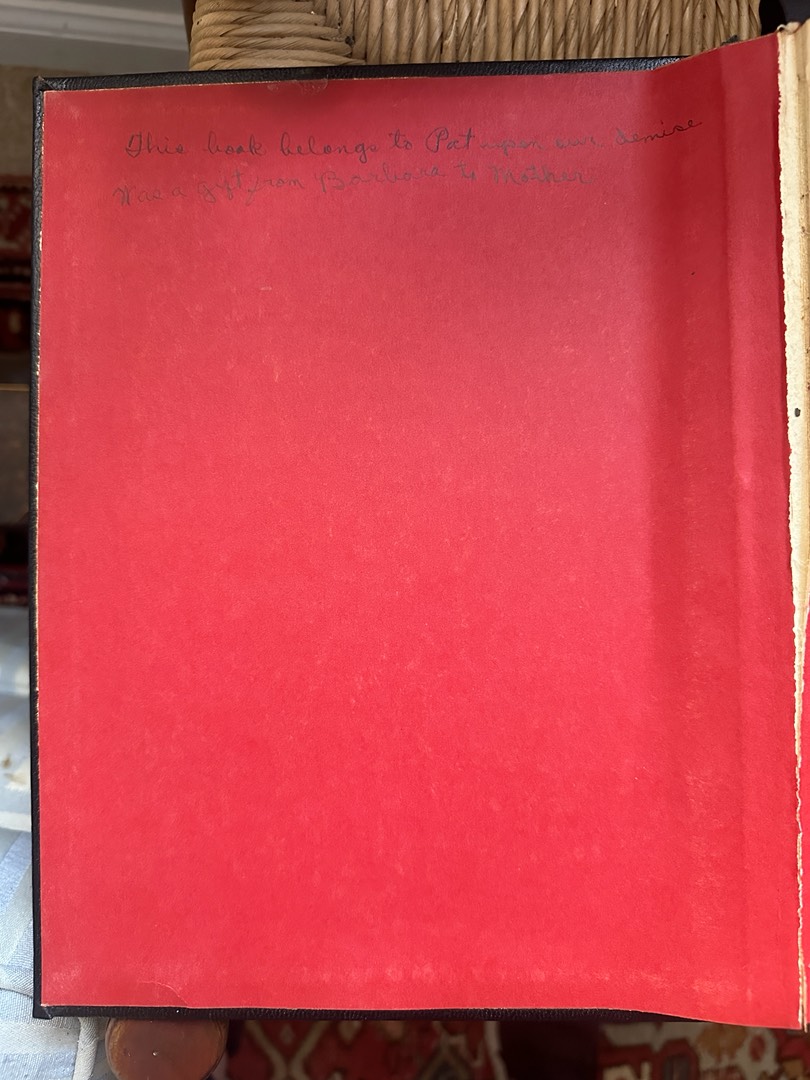 This book belongs to Pat upon our demise
Was a gift from Barbara to Mother